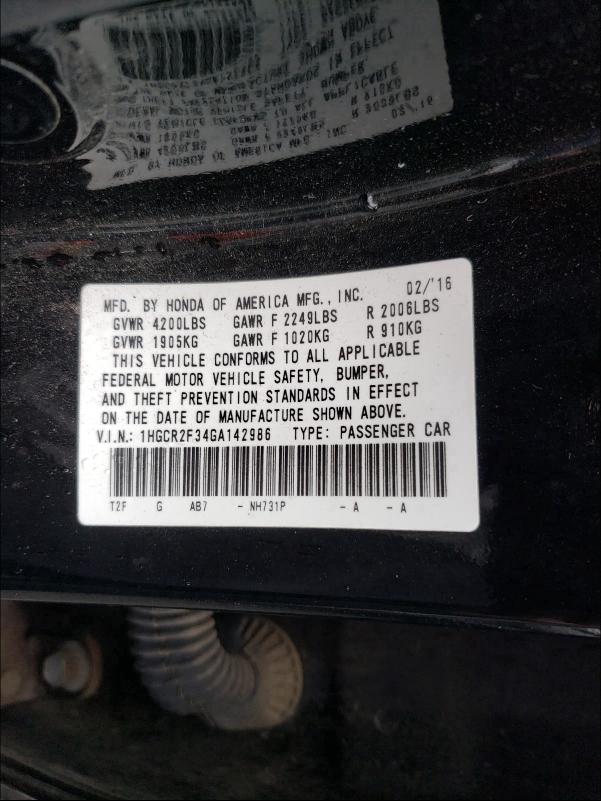 MFD. BY HONDA OF AMERICA MFG., INC. 02/'16
GVWR 4200LBS GAWR F 2249LBS R 2006LBS
GVWR 1905KG GAWR F 1020KG R 910KG
THIS VEHICLE CONFORMS TO ALL APPLICABLE
FEDERAL MOTOR VEHICLE SAFETY, BUMPER,
AND THEFT PREVENTION STANDARDS IN EFFECT
ON THE DATE OF MANUFACTURE SHOWN ABOVE.
V.I.N.: 1HGCR2F34GA142986 TYPE: PASSENGER CAR
T2F G AB7 - NH731P - A - A